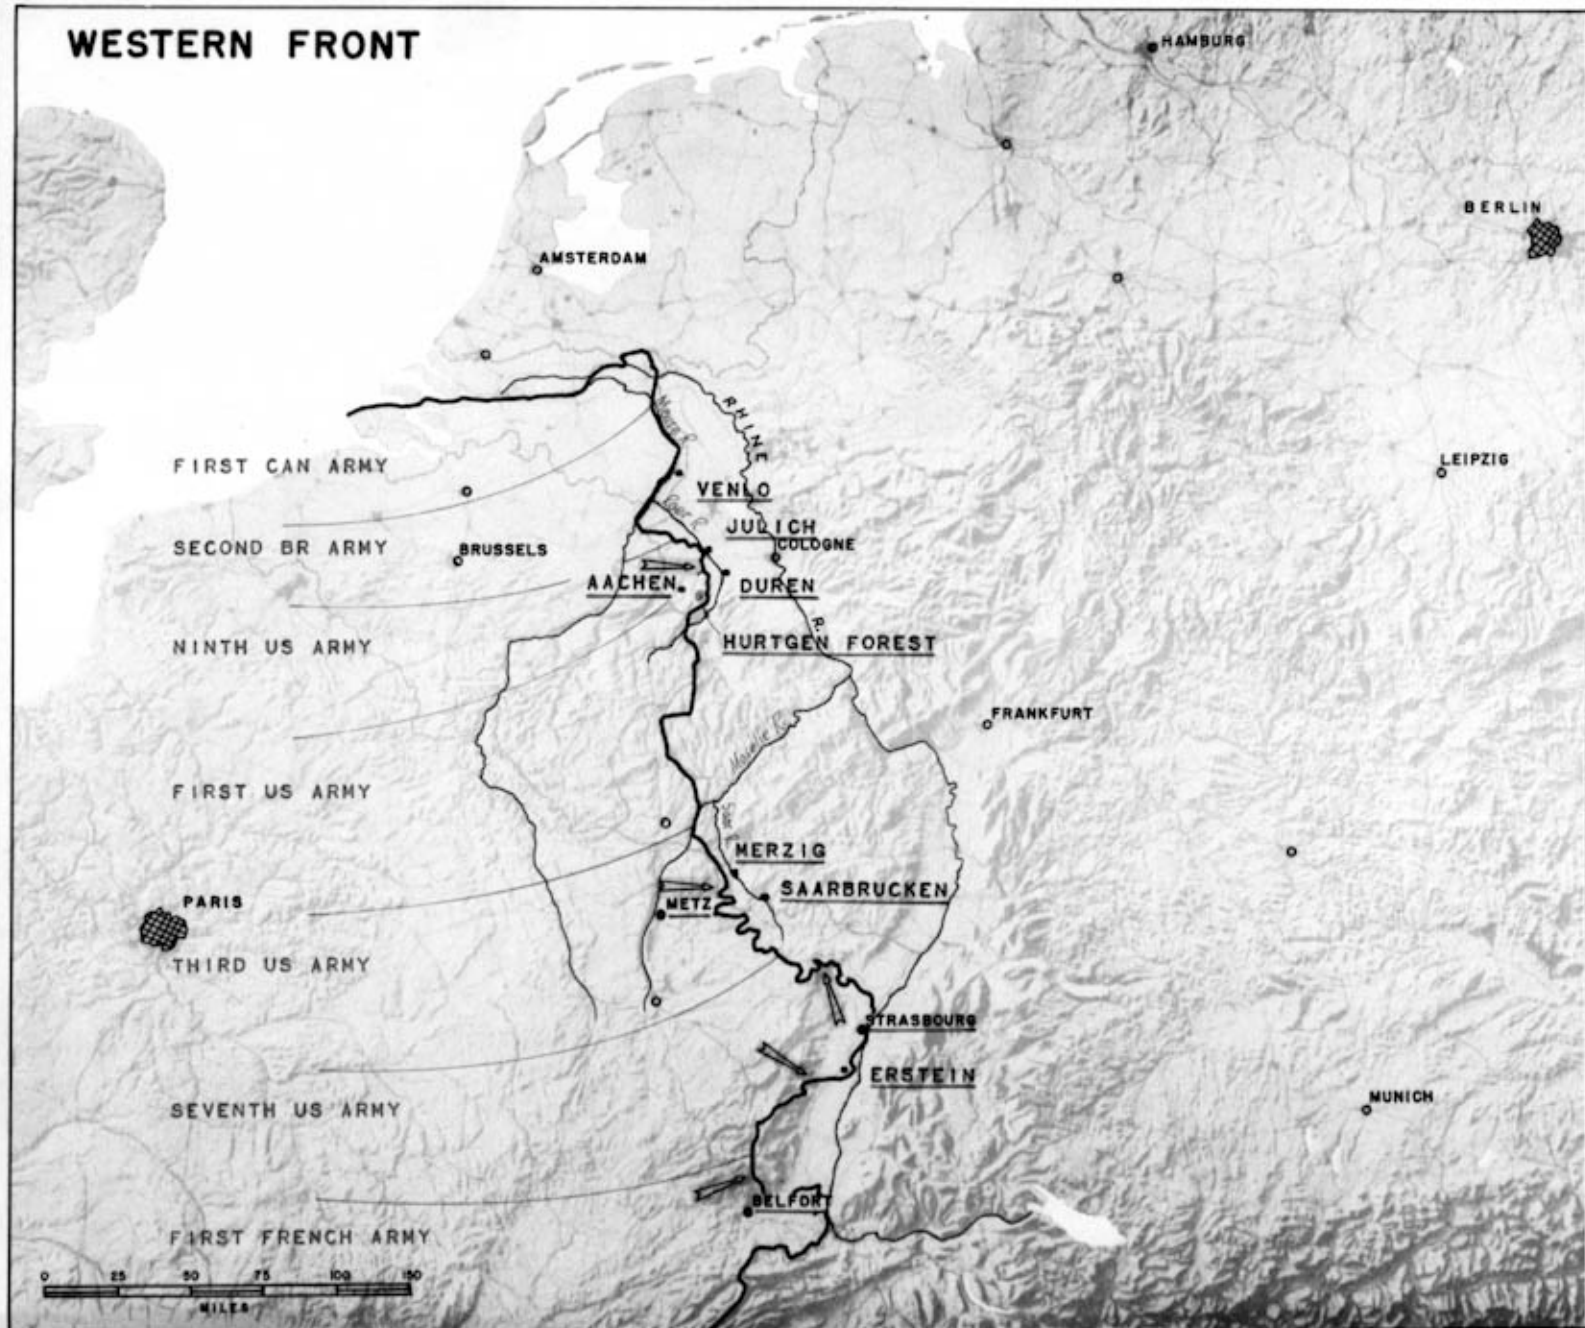 WESTERN FRONT
HAMBURG
BERLIN
AMSTERDAM
RHINE
R.
FIRST CAN ARMY
LEIPZIG
VENLO
JULICH
SECOND BR ARMY
BRUSSELS
COLOGNE
AACHEN
DUREN
NINTH US ARMY
HURTGEN FOREST
FRANKFURT
Moselle R.
FIRST US ARMY
Saar R.
MERZIG
SAARBRUCKEN
PARIS
METZ
THIRD US ARMY
STRASBOURG
ERSTEIN
MUNICH
SEVENTH US ARMY
BELFORT
FIRST FRENCH ARMY
0 25 50 75 100 150
MILES